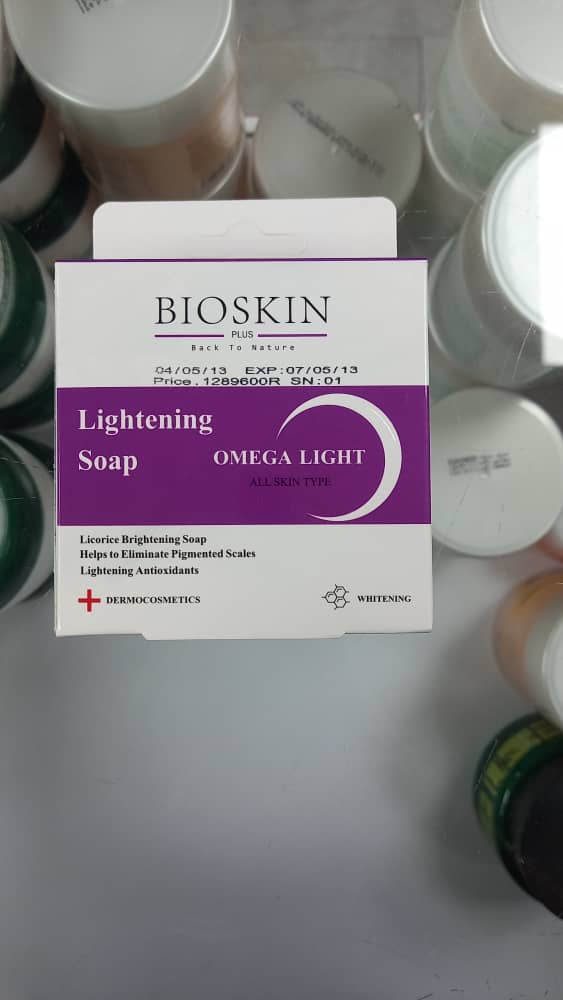 BIOSKIN
PLUS
Back To Nature
04/05/13 EXP:07/05/13
Price.1289600R SN:01
Lightening
Soap
OMEGA LIGHT
ALL SKIN TYPE
Licorice Brightening Soap
Helps to Eliminate Pigmented Scales
Lightening Antioxidants
DERMOCOSMETICS
WHITENING